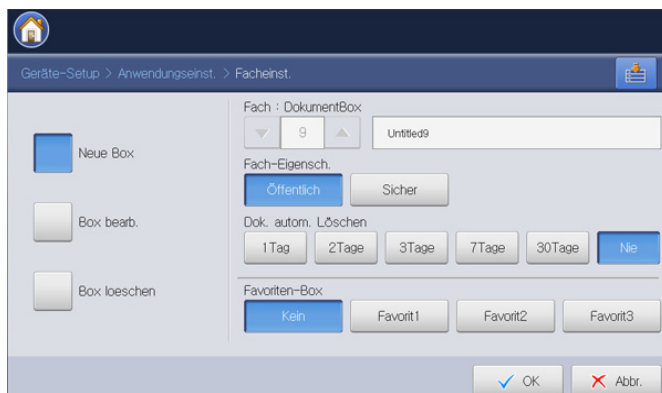 Geräte-Setup > Anwendungseinst. > Facheinst.
Neue Box
Box bearb.
Box loeschen
Fach : DokumentBox
9
Untitled9
Fach-Eigensch.
Öffentlich Sicher
Dok. autom. LÖschen
1Tag 2Tage 3Tage 7Tage 30Tage Nie
Favoriten-Box
Kein Favorit1 Favorit2 Favorit3
OK Abbr.